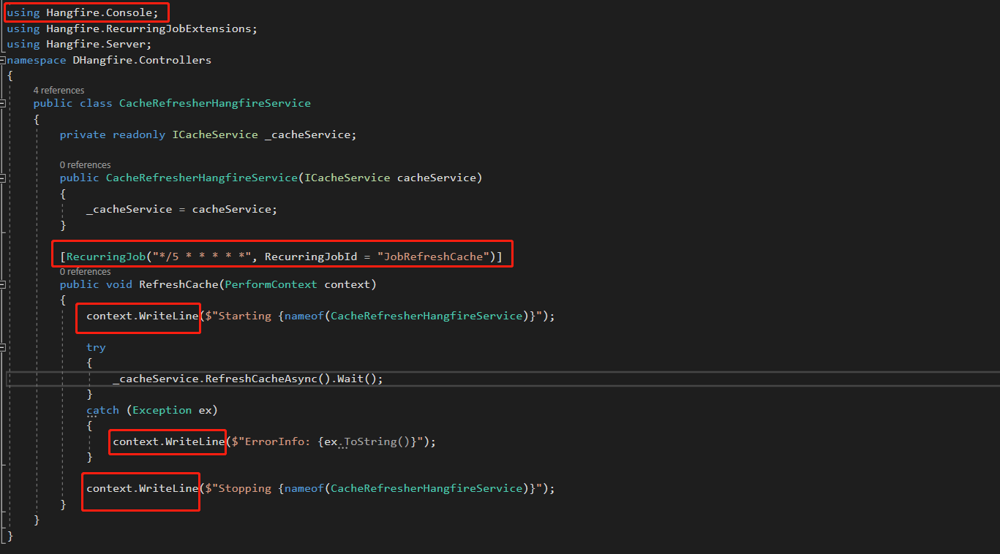 using Hangfire.Console;
using Hangfire.RecurringJobExtensions;
using Hangfire.Server;
namespace DHangfire.Controllers
{
4 references
public class CacheRefresherHangfireService
{
private readonly ICacheService _cacheService;
0 references
public CacheRefresherHangfireService(ICacheService cacheService)
{
_cacheService = cacheService;
}
[RecurringJob("*/5 * * * * *", RecurringJobId = "JobRefreshCache")]
0 references
public void RefreshCache(PerformContext context)
{
context.WriteLine($"Starting {nameof(CacheRefresherHangfireService)}");
try
{
_cacheService.RefreshCacheAsync().Wait();
}
catch (Exception ex)
{
context.WriteLine($"ErrorInfo: {ex.ToString()}");
}
context.WriteLine($"Stopping {nameof(CacheRefresherHangfireService)}");
}
}
}